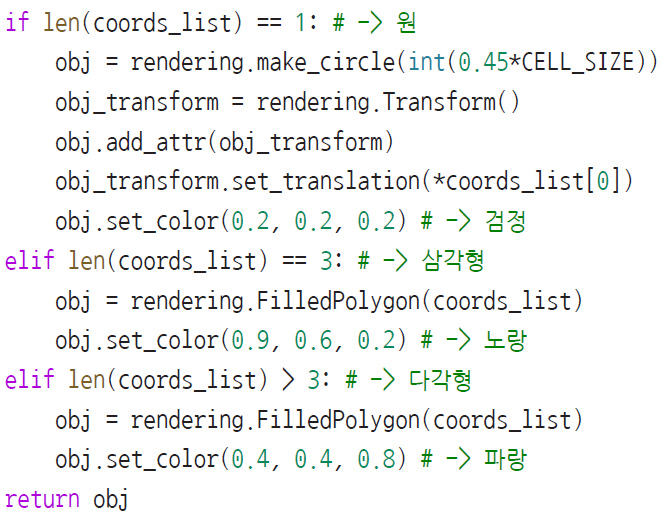 if len(coords_list) == 1: # -> 원
    obj = rendering.make_circle(int(0.45*CELL_SIZE))
    obj_transform = rendering.Transform()
    obj.add_attr(obj_transform)
    obj_transform.set_translation(*coords_list[0])
    obj.set_color(0.2, 0.2, 0.2) # -> 검정
elif len(coords_list) == 3: # -> 삼각형
    obj = rendering.FilledPolygon(coords_list)
    obj.set_color(0.9, 0.6, 0.2) # -> 노랑
elif len(coords_list) > 3: # -> 다각형
    obj = rendering.FilledPolygon(coords_list)
    obj.set_color(0.4, 0.4, 0.8) # -> 파랑
return obj